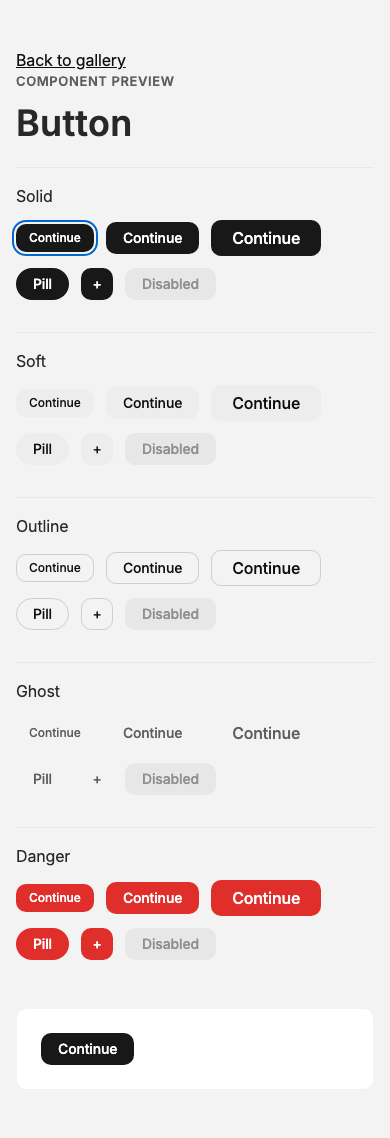 Back to gallery
COMPONENT PREVIEW
Button
Solid
Continue Continue Continue
Pill + Disabled
Soft
Continue Continue Continue
Pill + Disabled
Outline
Continue Continue Continue
Pill + Disabled
Ghost
Continue Continue Continue
Pill + Disabled
Danger
Continue Continue Continue
Pill + Disabled
Continue